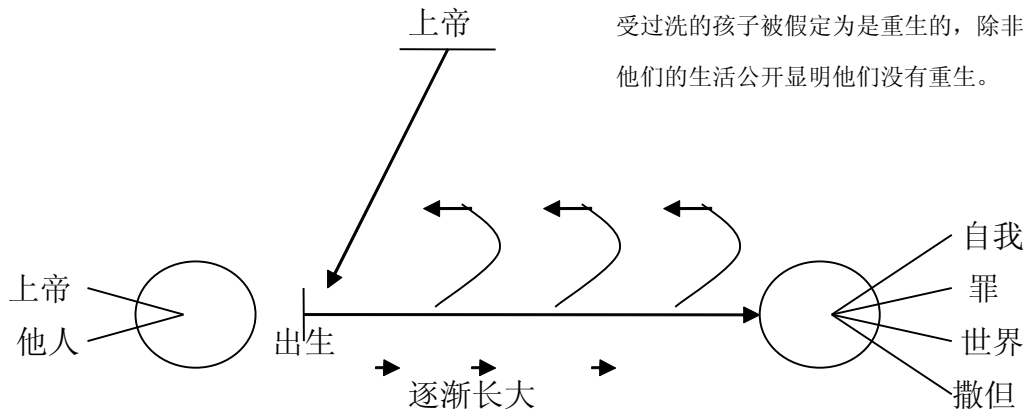 上帝
受过洗的孩子被假定为是重生的，除非
他们的生活公开显明他们没有重生。
自我
上帝
罪
他人
出生
世界
逐渐长大
撒但